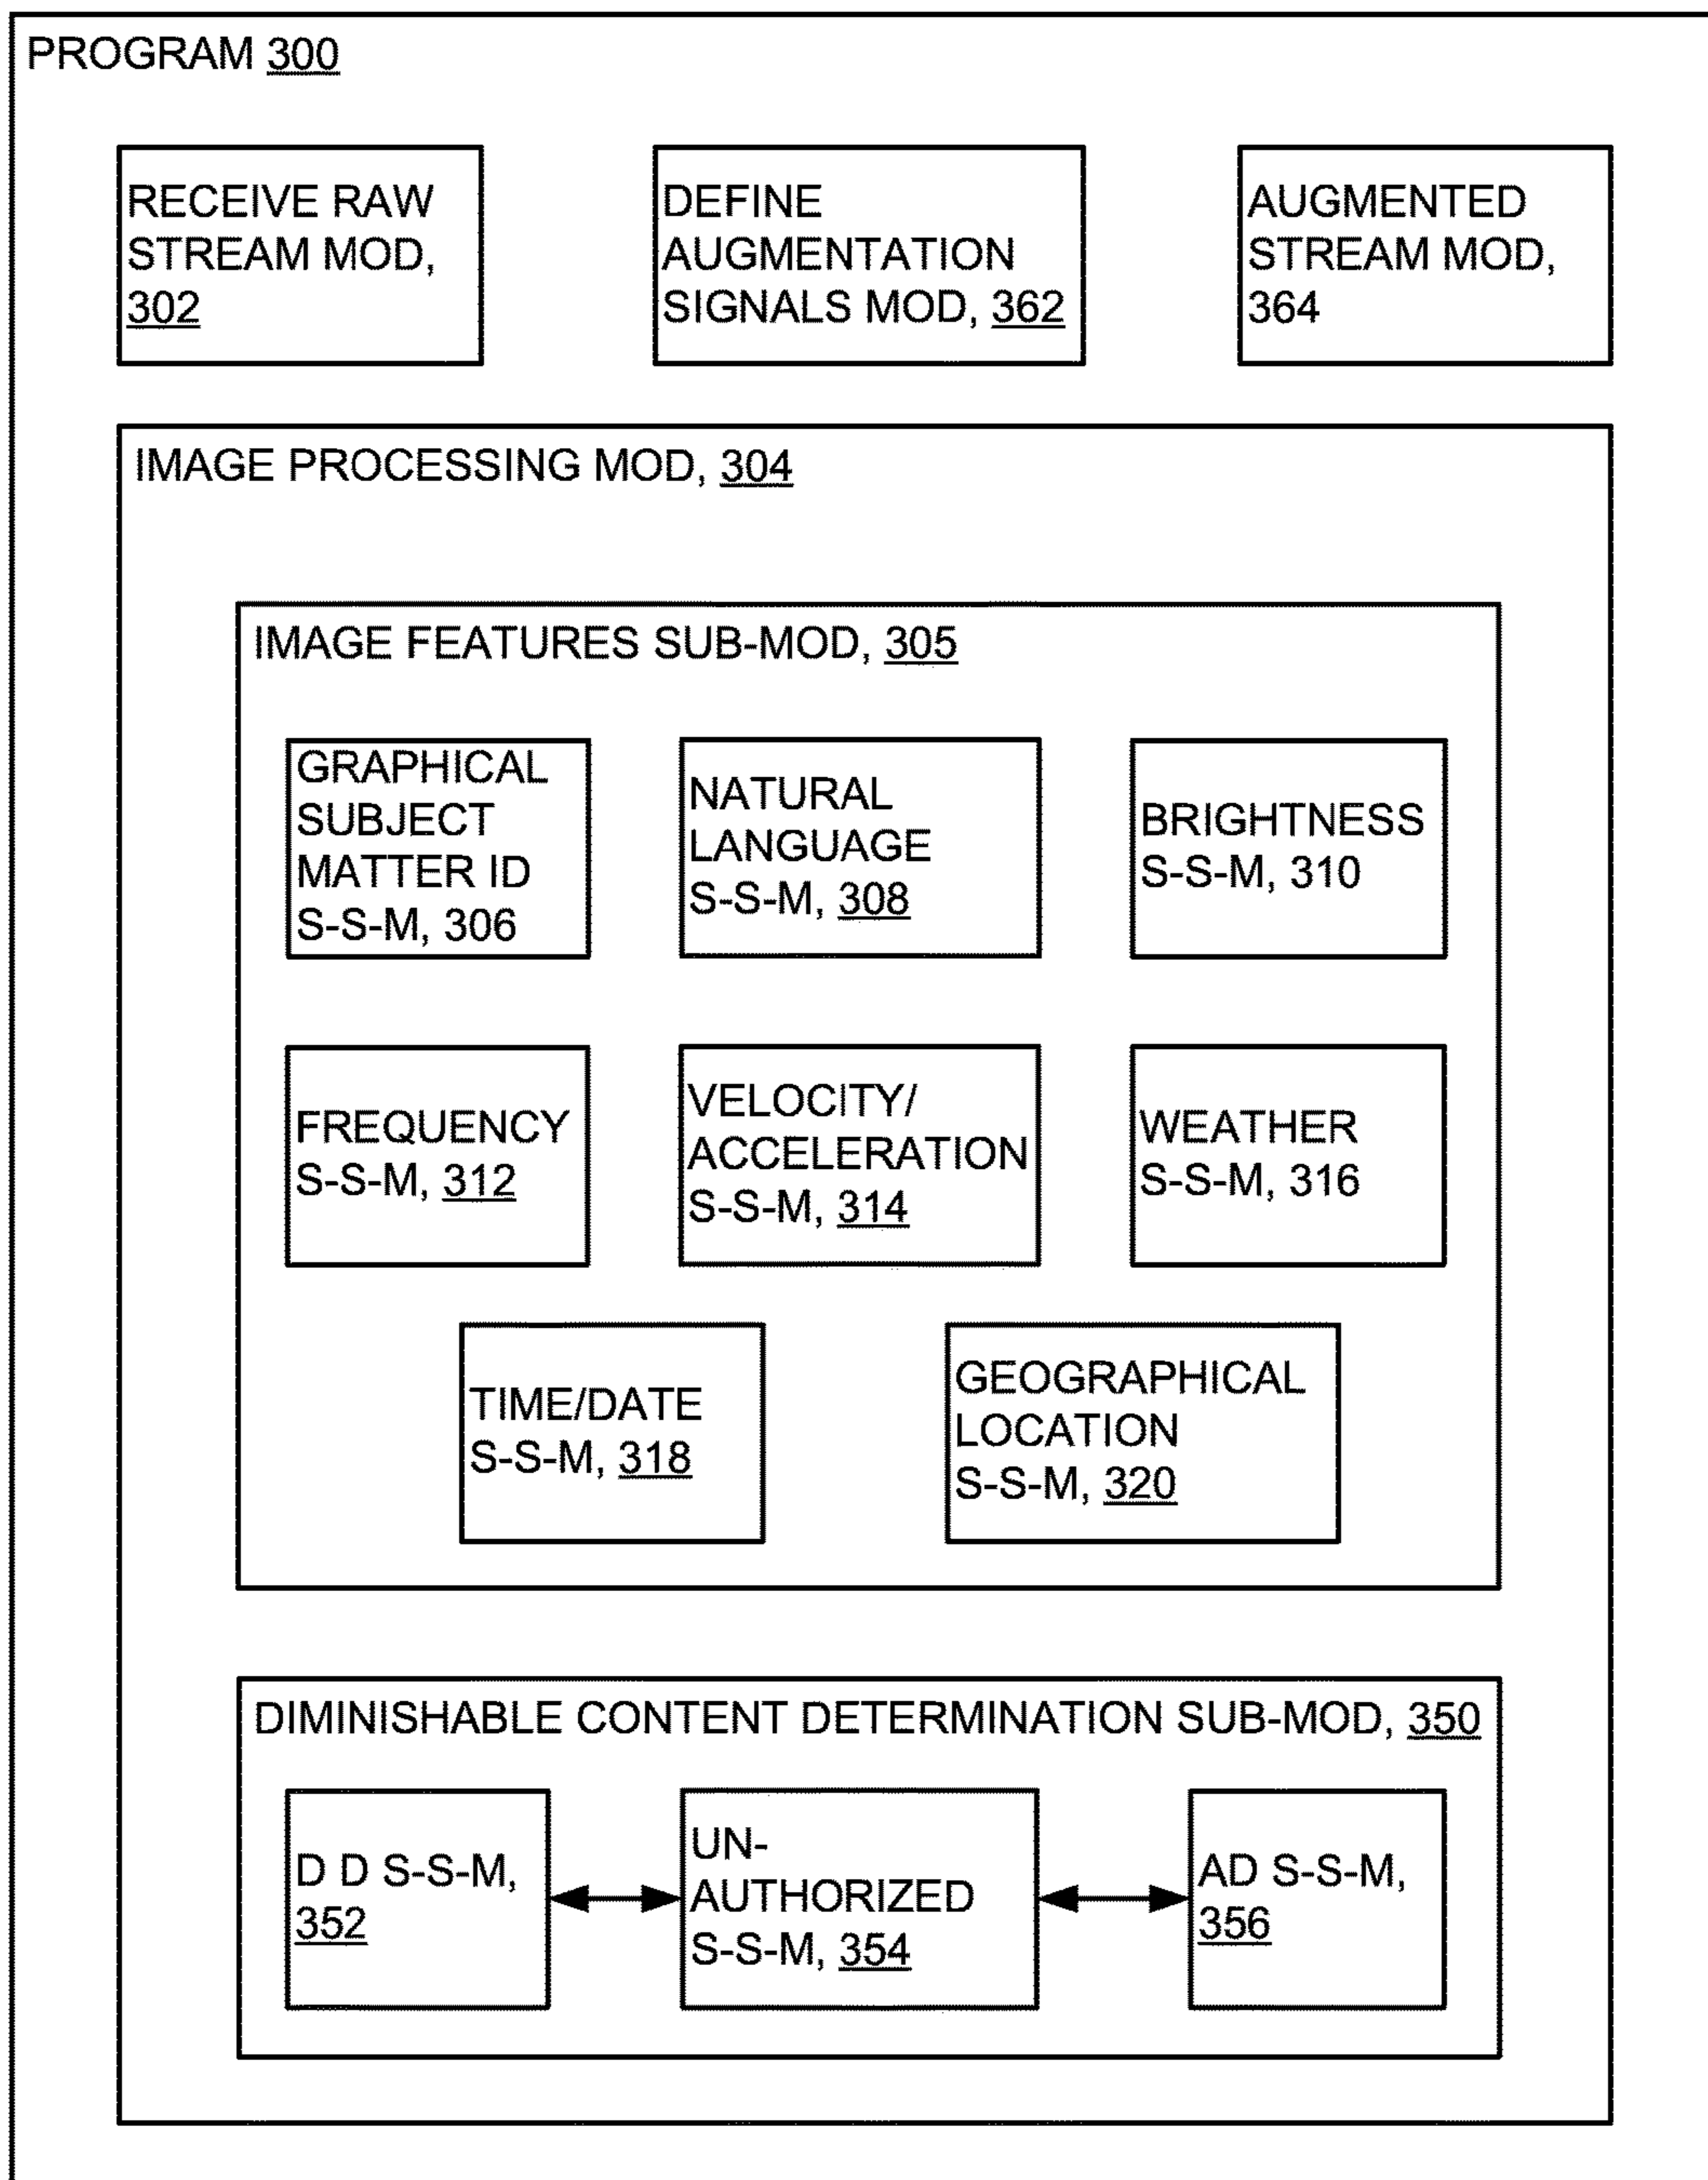 PROGRAM 300
RECEIVE RAW
STREAM MOD,
302
DEFINE
AUGMENTATION
SIGNALS MOD, 362
AUGMENTED
STREAM MOD,
364
IMAGE PROCESSING MOD, 304
IMAGE FEATURES SUB-MOD, 305
GRAPHICAL
SUBJECT
MATTER ID
S-S-M, 306
NATURAL
LANGUAGE
S-S-M, 308
BRIGHTNESS
S-S-M, 310
FREQUENCY
S-S-M, 312
VELOCITY/
ACCELERATION
S-S-M, 314
WEATHER
S-S-M, 316
TIME/DATE
S-S-M, 318
GEOGRAPHICAL
LOCATION
S-S-M, 320
DIMINISHABLE CONTENT DETERMINATION SUB-MOD, 350
D D S-S-M,
352
UN-
AUTHORIZED
S-S-M, 354
AD S-S-M,
356